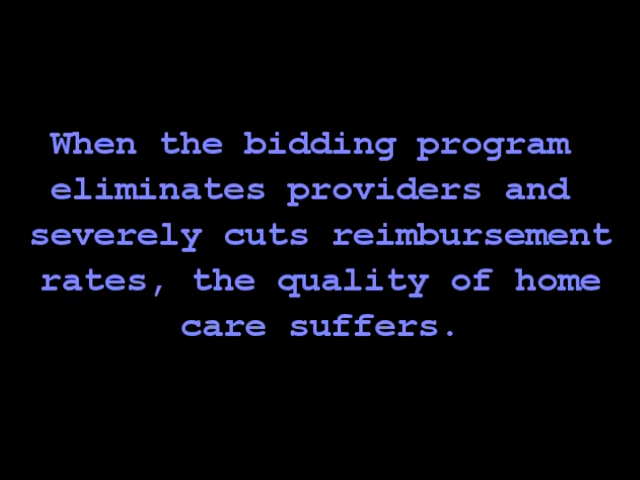 When the bidding program
eliminates providers and
severely cuts reimbursement
rates, the quality of home
care suffers.